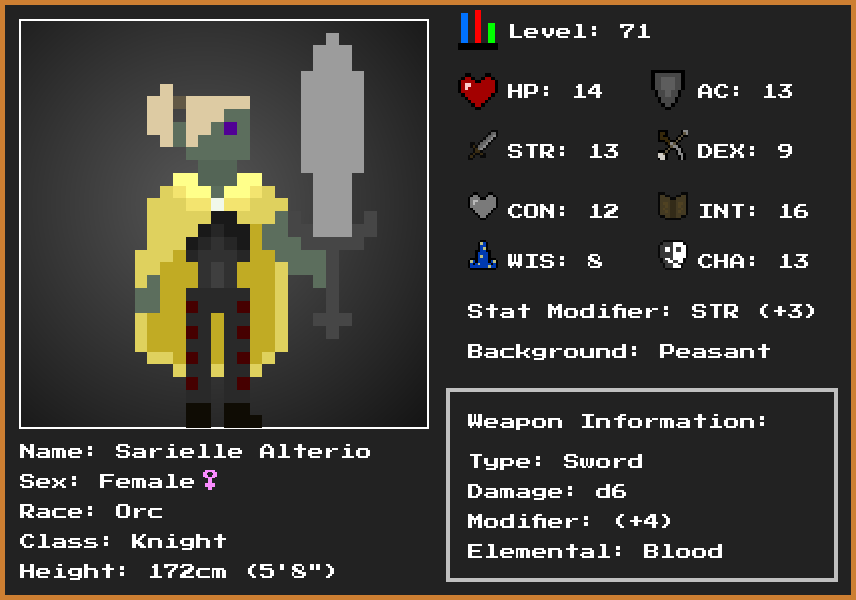 Level: 71
HP: 14 AC: 13
STR: 13 DEX: 9
CON: 12 INT: 16
WIS: 8 CHA: 13
Stat Modifier: STR (+3)
Background: Peasant
Weapon Information:
Type: Sword
Damage: d6
Modifier: (+4)
Elemental: Blood
Name: Sarielle Alterio
Sex: Female♀
Race: Orc
Class: Knight
Height: 172cm (5'8")